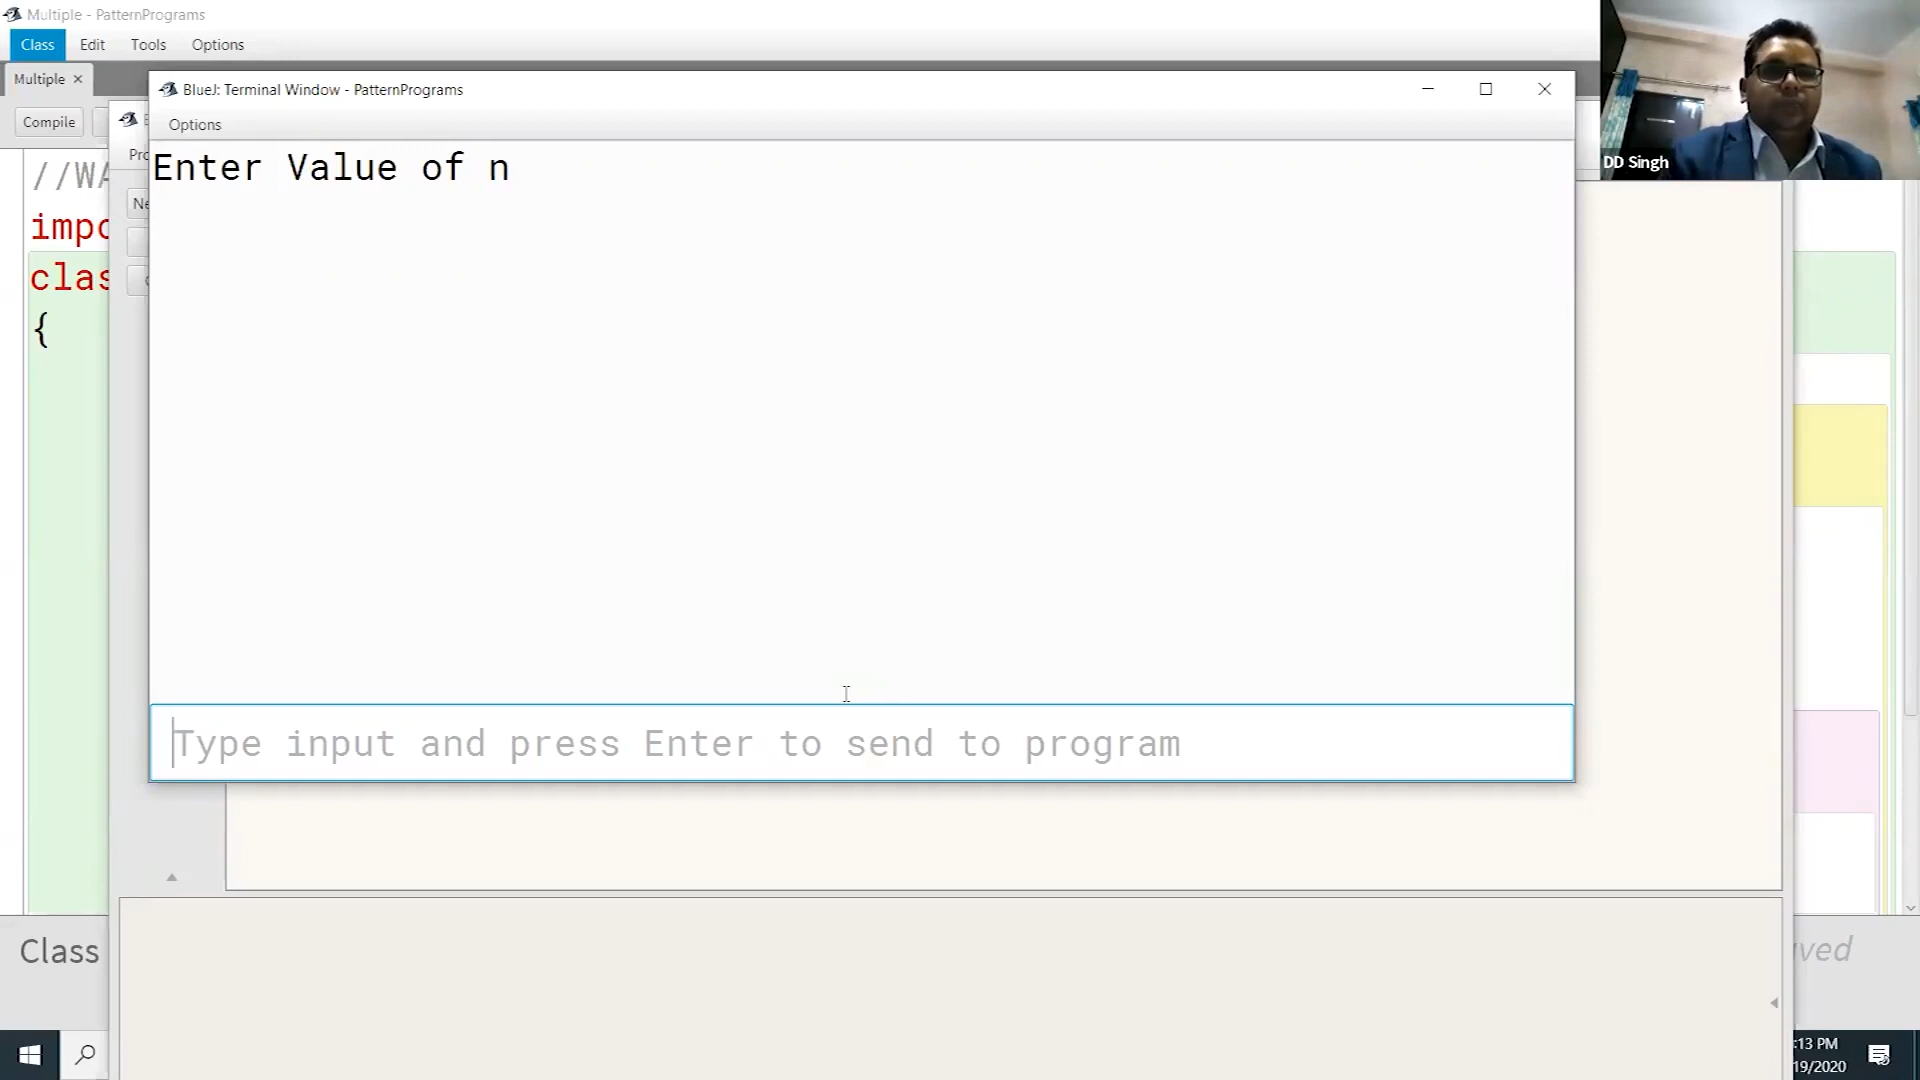 Multiple - PatternPrograms
Class Edit Tools Options
Multiple ×
BlueJ: Terminal Window - PatternPrograms
Compile
Options
DD Singh
Enter Value of n
//WA
impo
clas
{
Type input and press Enter to send to program
Class
:13 PM
19/2020